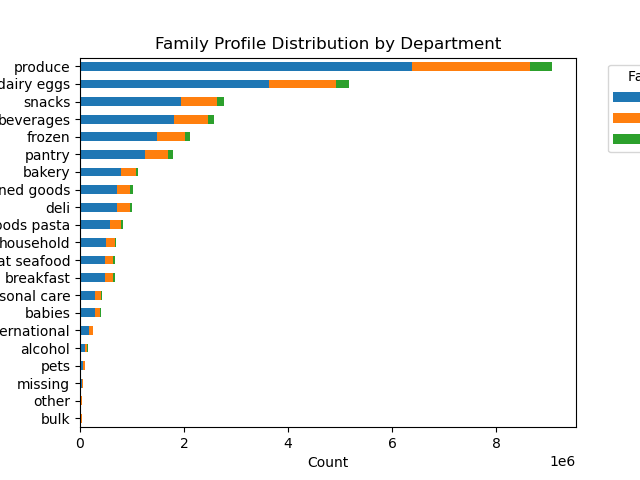 Family Profile Distribution by Department
produce
dairy eggs
snacks
beverages
frozen
pantry
bakery
ned goods
deli
oods pasta
household
at seafood
breakfast
sonal care
babies
ernational
alcohol
pets
missing
other
bulk
Fa
0 2 4 6 8
1e6
Count